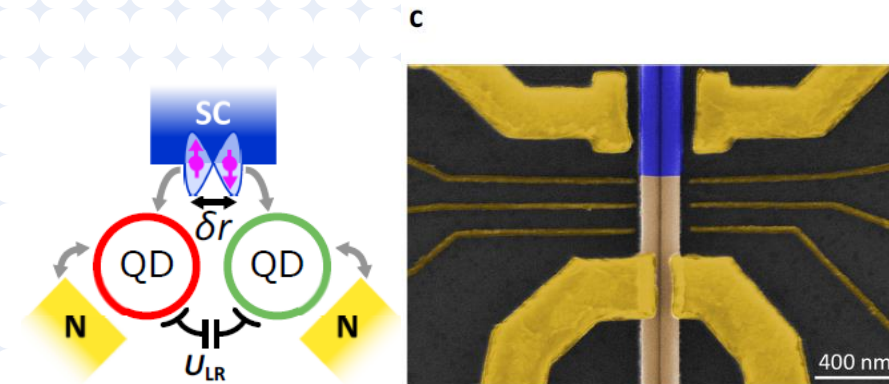 c
SC
δr
QD QD
N N
U_LR
400 nm